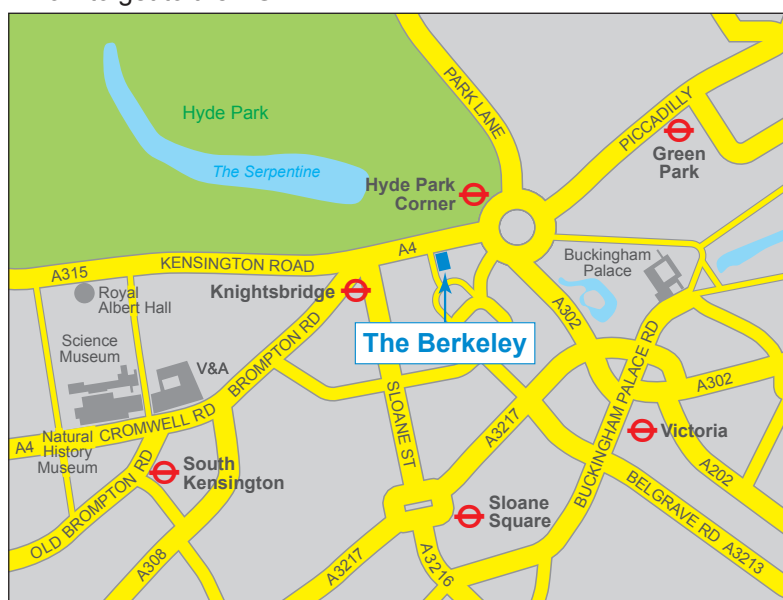 PARK LANE
PICCADILLY
Hyde Park
Green
Park
The Serpentine
Hyde Park
Corner
A4
KENSINGTON ROAD
A315
Buckingham
Palace
Knightsbridge
Royal
Albert Hall
A302
Science
Museum
The Berkeley
V&A
BROMPTON RD
SLOANE ST
BUCKINGHAM PALACE RD
A302
A3217
CROMWELL RD
A4
Natural
History
Museum
Victoria
OLD BROMPTON RD
South
Kensington
A202
BELGRAVE RD
A3213
Sloane
Square
A308
A3217
A3216